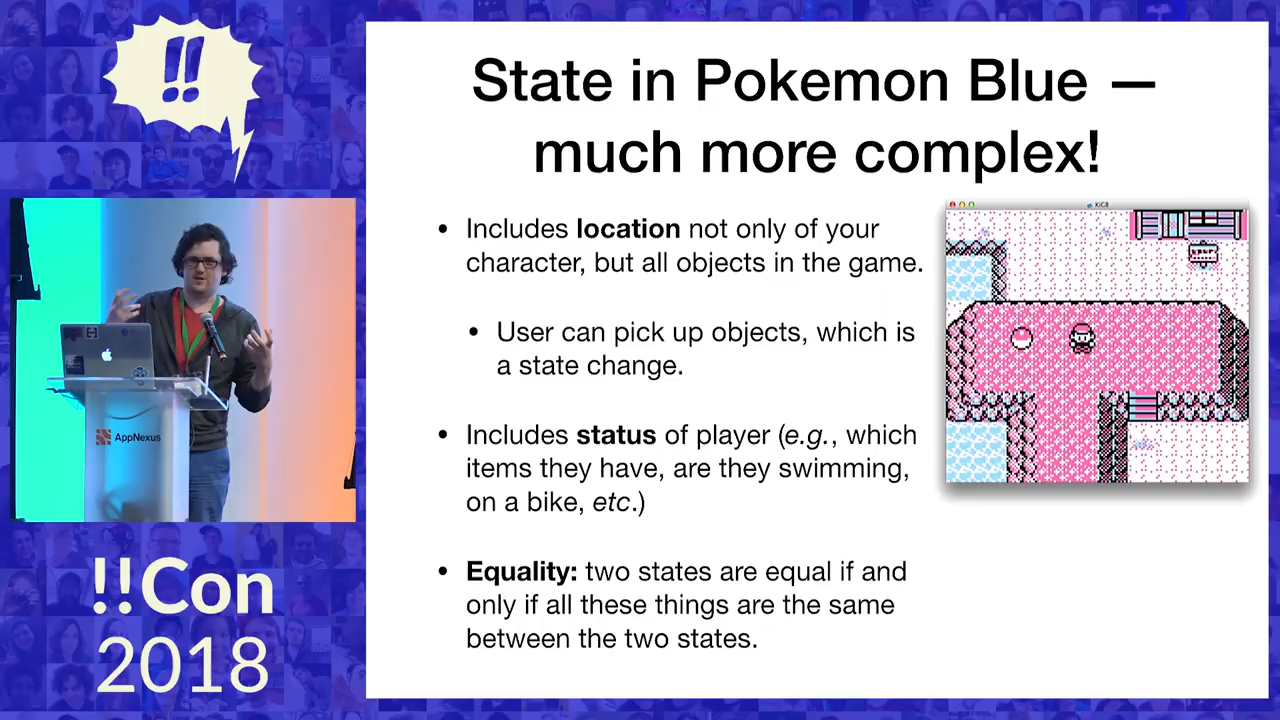 !!
State in Pokemon Blue —
much more complex!
• Includes location not only of your
character, but all objects in the game.
• User can pick up objects, which is
a state change.
• Includes status of player (e.g., which
items they have, are they swimming,
on a bike, etc.)
• Equality: two states are equal if and
only if all these things are the same
between the two states.
KiGB
AppNexus
!!Con
2018